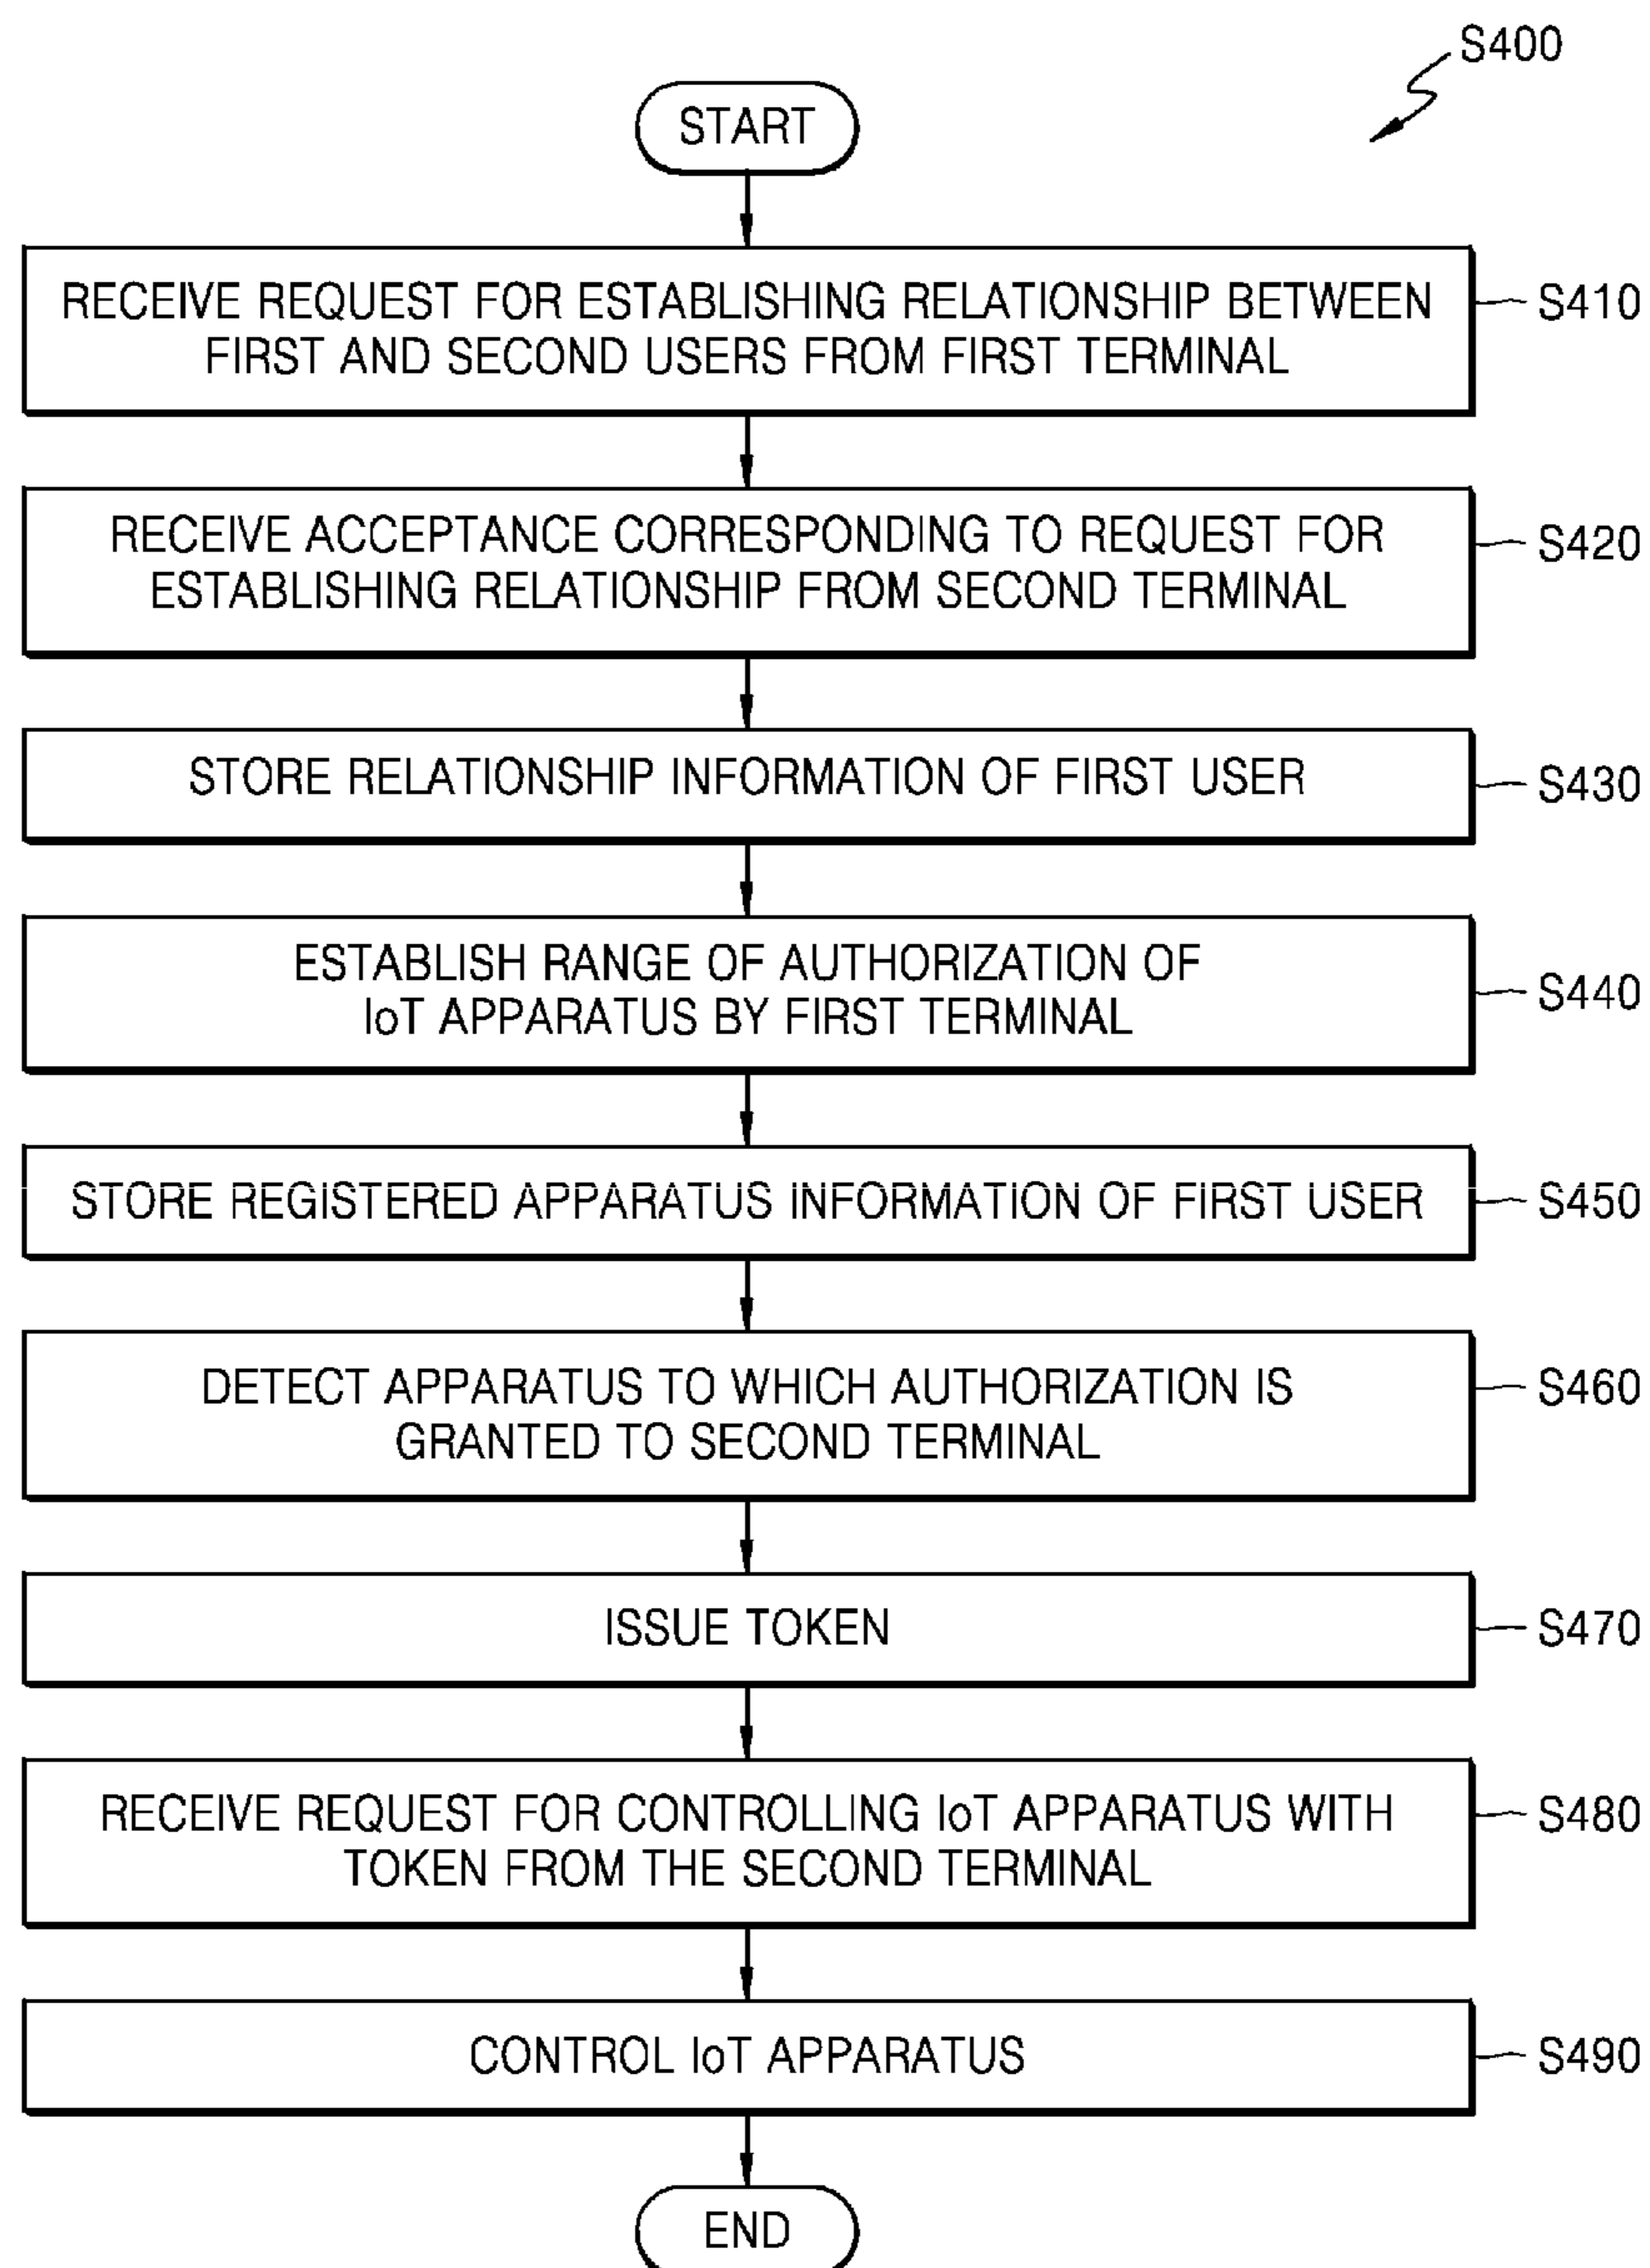 S400
START
RECEIVE REQUEST FOR ESTABLISHING RELATIONSHIP BETWEEN
FIRST AND SECOND USERS FROM FIRST TERMINAL
S410
RECEIVE ACCEPTANCE CORRESPONDING TO REQUEST FOR
ESTABLISHING RELATIONSHIP FROM SECOND TERMINAL
S420
STORE RELATIONSHIP INFORMATION OF FIRST USER
S430
ESTABLISH RANGE OF AUTHORIZATION OF
IoT APPARATUS BY FIRST TERMINAL
S440
STORE REGISTERED APPARATUS INFORMATION OF FIRST USER
S450
DETECT APPARATUS TO WHICH AUTHORIZATION IS
GRANTED TO SECOND TERMINAL
S460
ISSUE TOKEN
S470
RECEIVE REQUEST FOR CONTROLLING IoT APPARATUS WITH
TOKEN FROM THE SECOND TERMINAL
S480
CONTROL IoT APPARATUS
S490
END